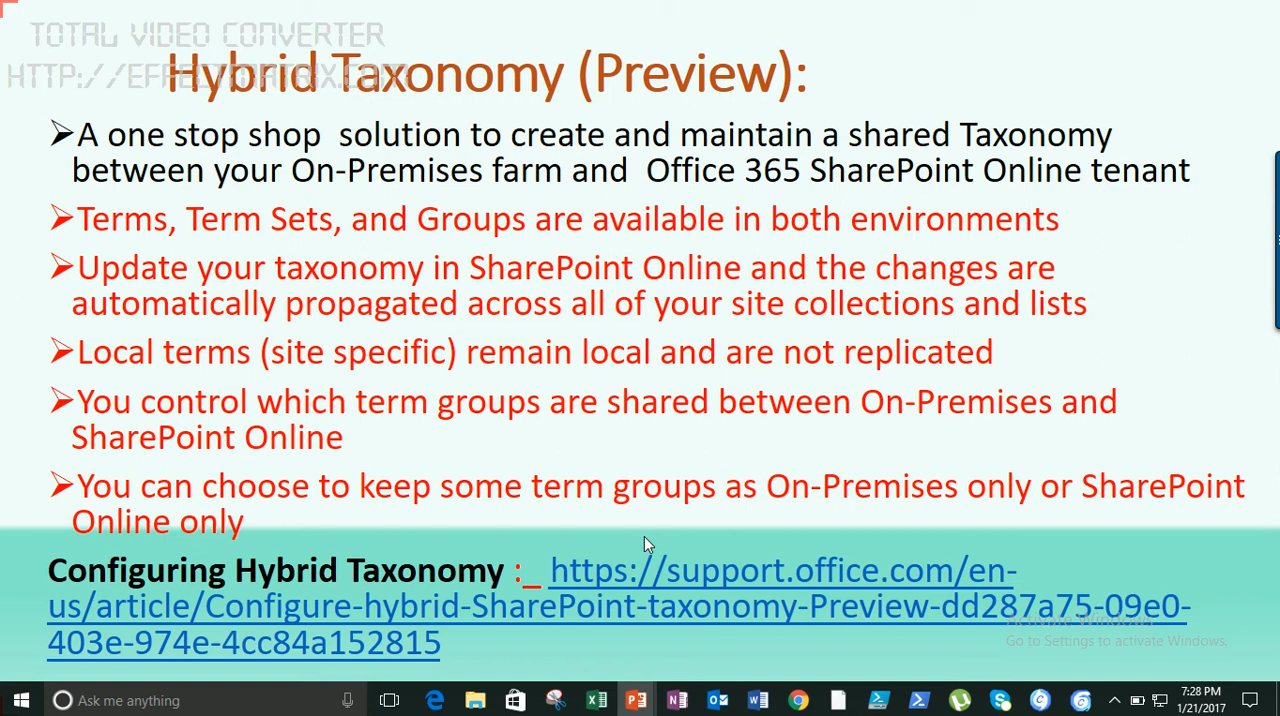 TOTAL VIDEO CONVERTER
HTTP://EFFECTMATRIX.COM
Hybrid Taxonomy (Preview):
➢A one stop shop solution to create and maintain a shared Taxonomy
between your On-Premises farm and Office 365 SharePoint Online tenant
➢Terms, Term Sets, and Groups are available in both environments
➢Update your taxonomy in SharePoint Online and the changes are
automatically propagated across all of your site collections and lists
➢Local terms (site specific) remain local and are not replicated
➢You control which term groups are shared between On-Premises and
SharePoint Online
➢You can choose to keep some term groups as On-Premises only or SharePoint
Online only
Configuring Hybrid Taxonomy :_ https://support.office.com/en-
us/article/Configure-hybrid-SharePoint-taxonomy-Preview-dd287a75-09e0-
403e-974e-4cc84a152815
Activate Windows
Go to Settings to activate Windows.
Ask me anything
7:28 PM
1/21/2017